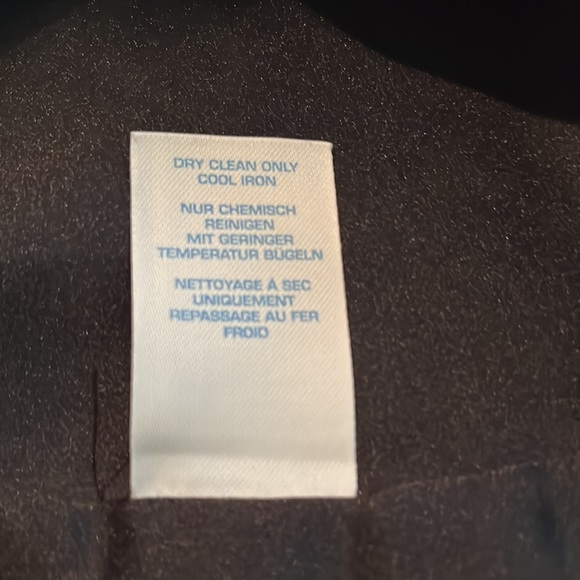 DRY CLEAN ONLY
COOL IRON
NUR CHEMISCH
REINIGEN
MIT GERINGER
TEMPERATUR BÜGELN
NETTOYAGE À SEC
UNIQUEMENT
REPASSAGE AU FER
FROID